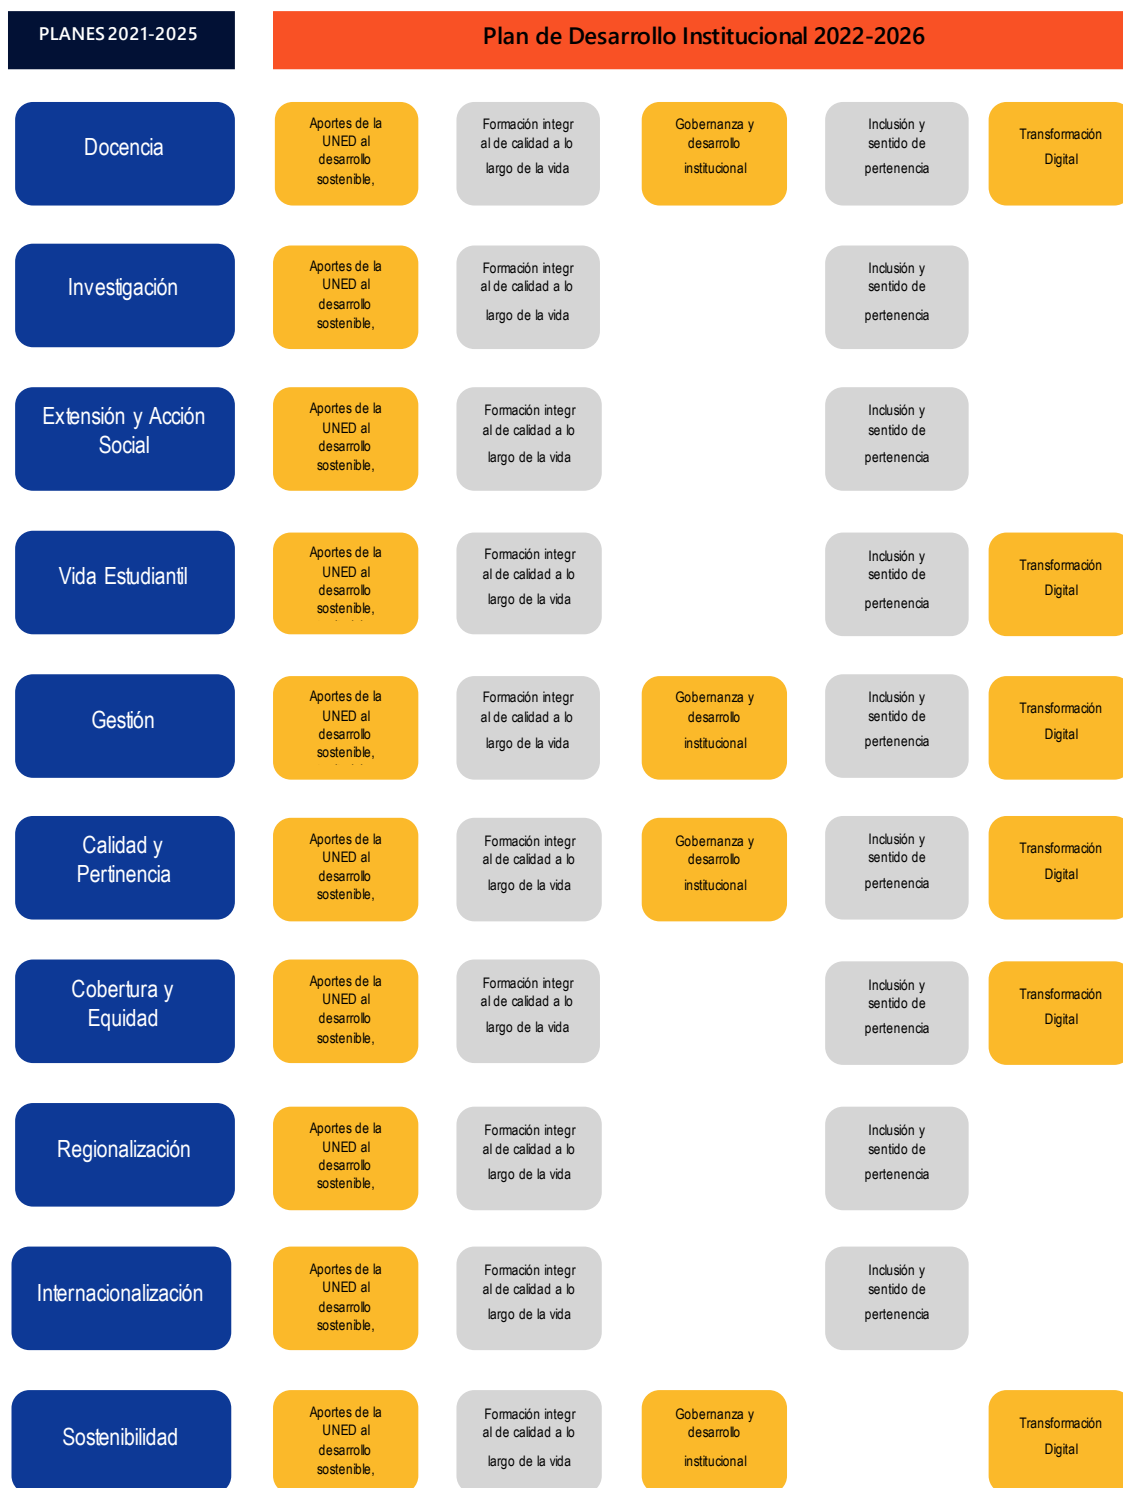 PLANES 2021-2025
Plan de Desarrollo Institucional 2022-2026
Docencia
Aportes de la
UNED al
desarrollo
sostenible,
Formación integr
al de calidad a lo
largo de la vida
Gobernanza y
desarrollo
institucional
Inclusión y
sentido de
pertenencia
Transformación
Digital
Investigación
Aportes de la
UNED al
desarrollo
sostenible,
Formación integr
al de calidad a lo
largo de la vida
Inclusión y
sentido de
pertenencia
Extensión y Acción
Social
Aportes de la
UNED al
desarrollo
sostenible,
Formación integr
al de calidad a lo
largo de la vida
Inclusión y
sentido de
pertenencia
Vida Estudiantil
Aportes de la
UNED al
desarrollo
sostenible,
Formación integr
al de calidad a lo
largo de la vida
Inclusión y
sentido de
pertenencia
Transformación
Digital
Gestión
Aportes de la
UNED al
desarrollo
sostenible,
Formación integr
al de calidad a lo
largo de la vida
Gobernanza y
desarrollo
institucional
Inclusión y
sentido de
pertenencia
Transformación
Digital
Calidad y
Pertinencia
Aportes de la
UNED al
desarrollo
sostenible,
Formación integr
al de calidad a lo
largo de la vida
Gobernanza y
desarrollo
institucional
Inclusión y
sentido de
pertenencia
Transformación
Digital
Cobertura y
Equidad
Aportes de la
UNED al
desarrollo
sostenible,
Formación integr
al de calidad a lo
largo de la vida
Inclusión y
sentido de
pertenencia
Transformación
Digital
Regionalización
Aportes de la
UNED al
desarrollo
sostenible,
Formación integr
al de calidad a lo
largo de la vida
Inclusión y
sentido de
pertenencia
Internacionalización
Aportes de la
UNED al
desarrollo
sostenible,
Formación integr
al de calidad a lo
largo de la vida
Inclusión y
sentido de
pertenencia
Sostenibilidad
Aportes de la
UNED al
desarrollo
sostenible,
Formación integr
al de calidad a lo
largo de la vida
Gobernanza y
desarrollo
institucional
Transformación
Digital